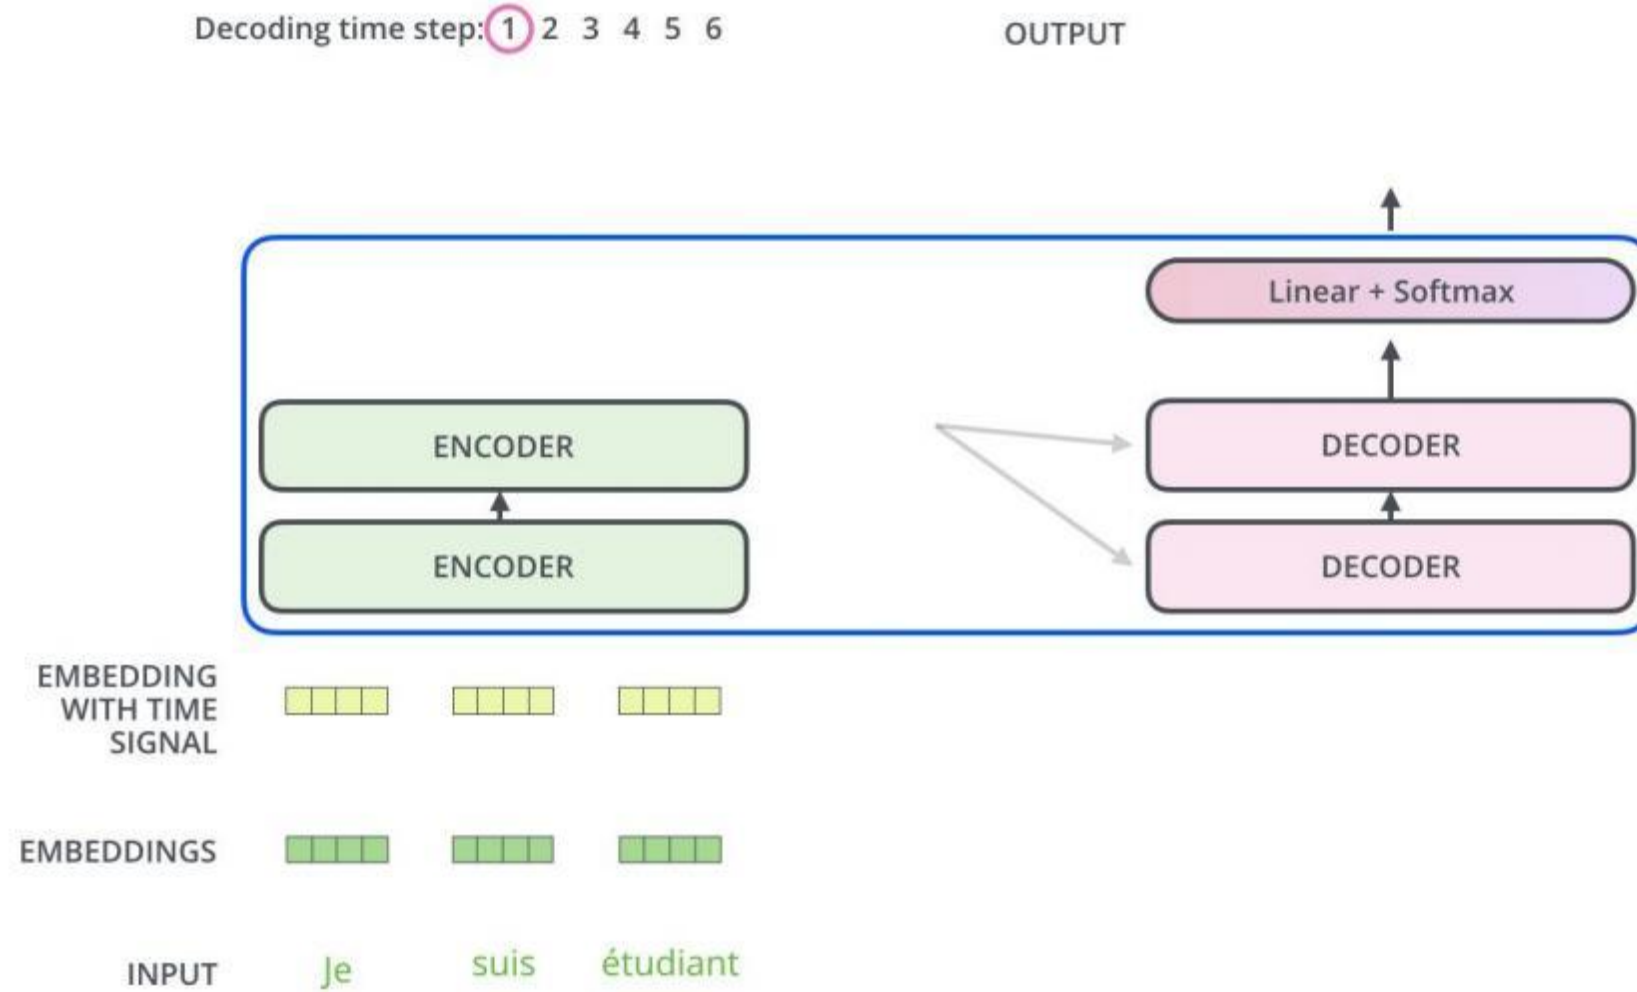 Decoding time step: 1 2 3 4 5 6
OUTPUT
Linear + Softmax
ENCODER
DECODER
ENCODER
DECODER
EMBEDDING
WITH TIME
SIGNAL
EMBEDDINGS
INPUT
Je suis étudiant